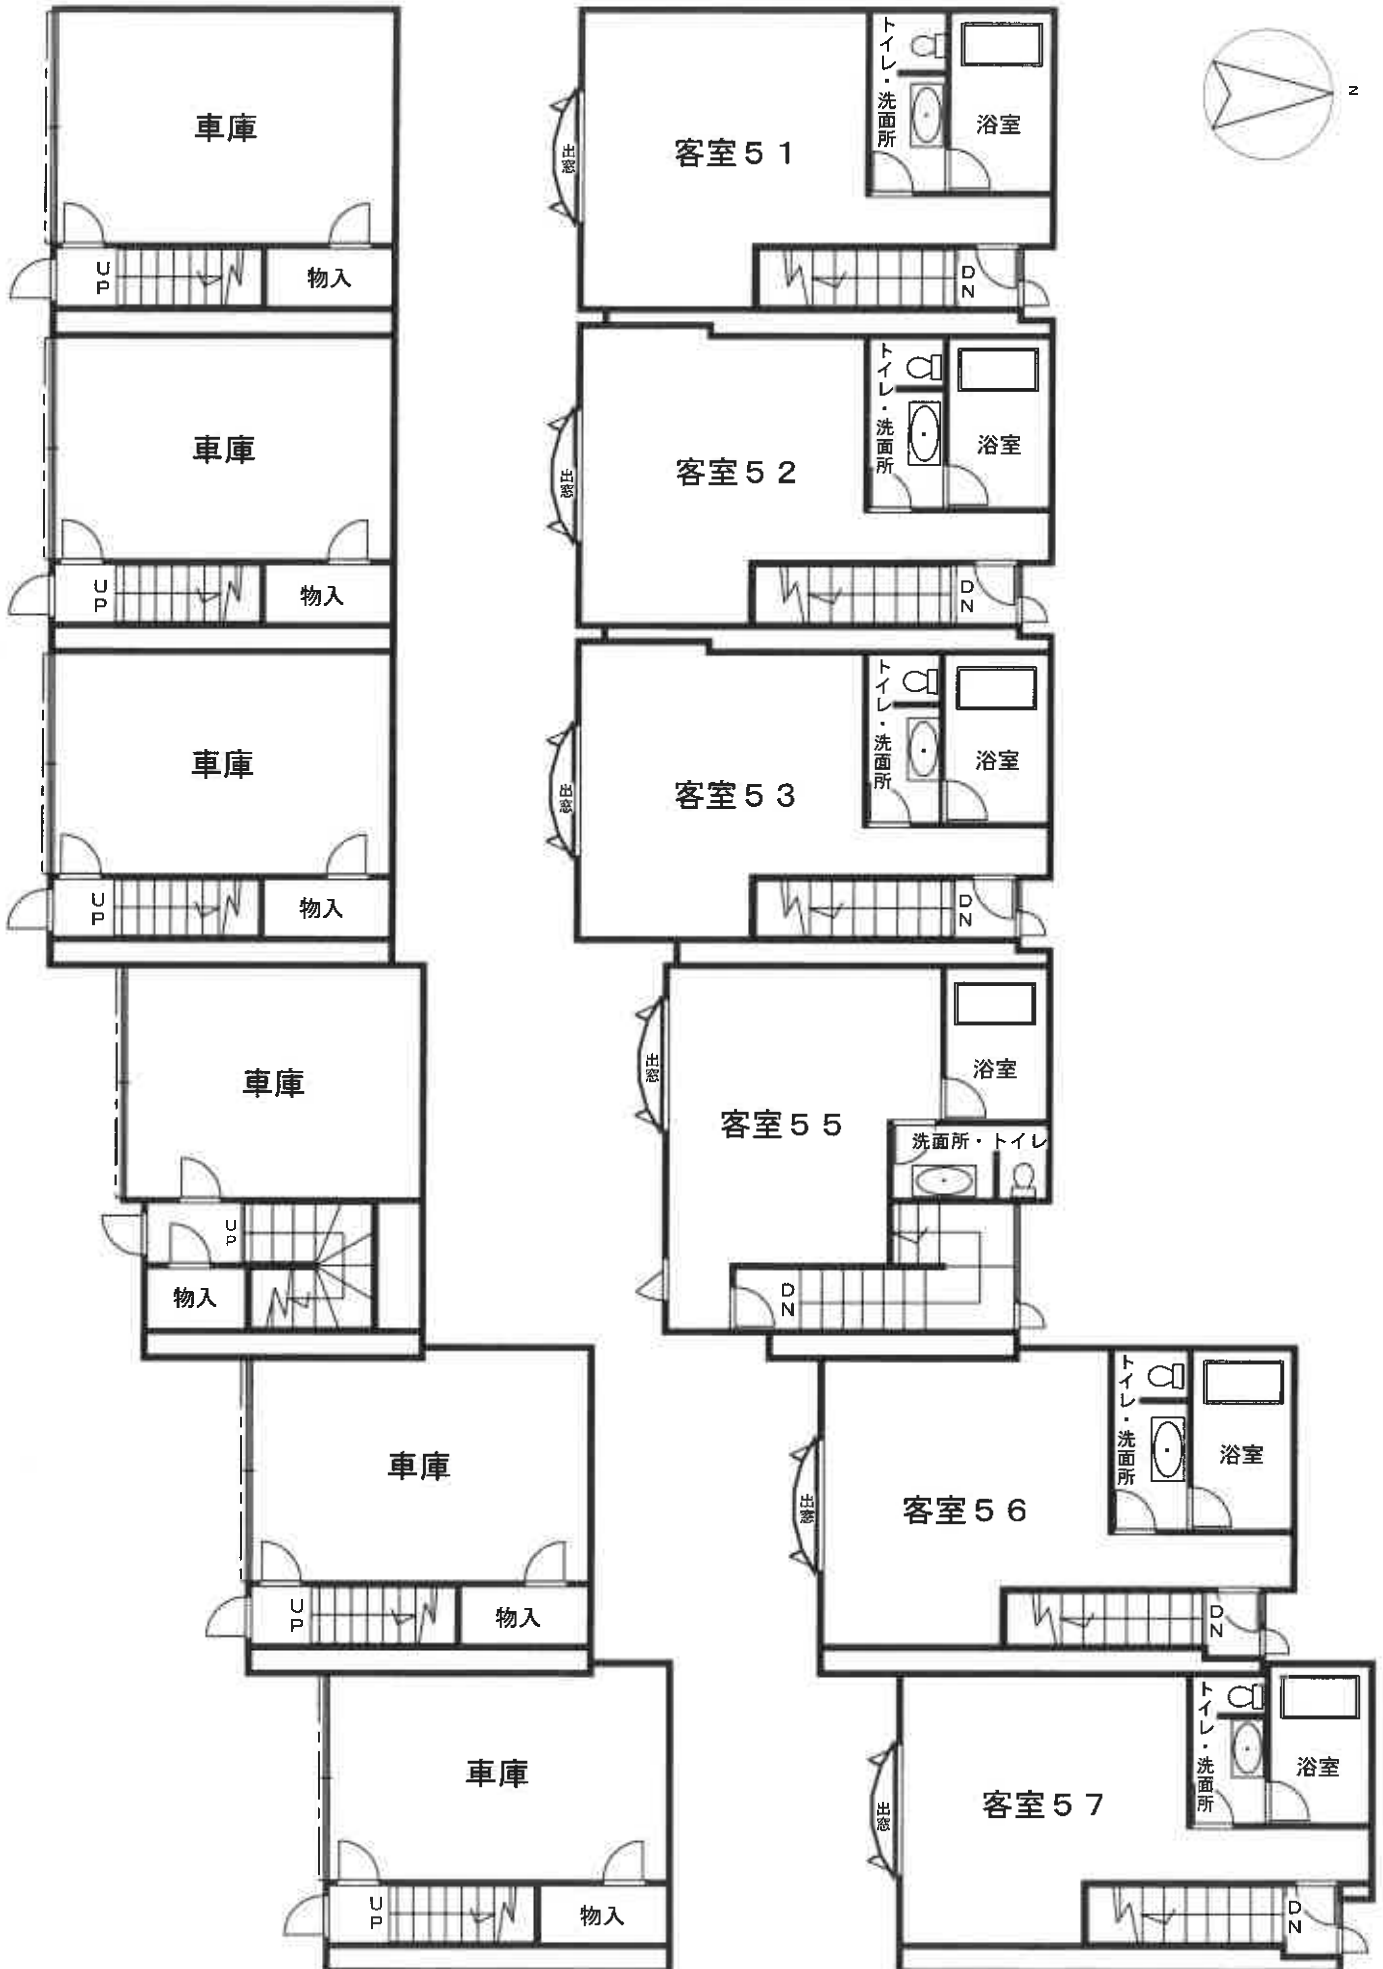 N
車庫
UP
物入
客室51
出窓
トイレ・洗面所
浴室
DN
車庫
UP
物入
客室52
出窓
トイレ・洗面所
浴室
DN
車庫
UP
物入
客室53
出窓
トイレ・洗面所
浴室
DN
車庫
UP
物入
客室55
出窓
浴室
洗面所・トイレ
DN
車庫
UP
物入
客室56
出窓
トイレ・洗面所
浴室
DN
車庫
UP
物入
客室57
出窓
トイレ・洗面所
浴室
DN